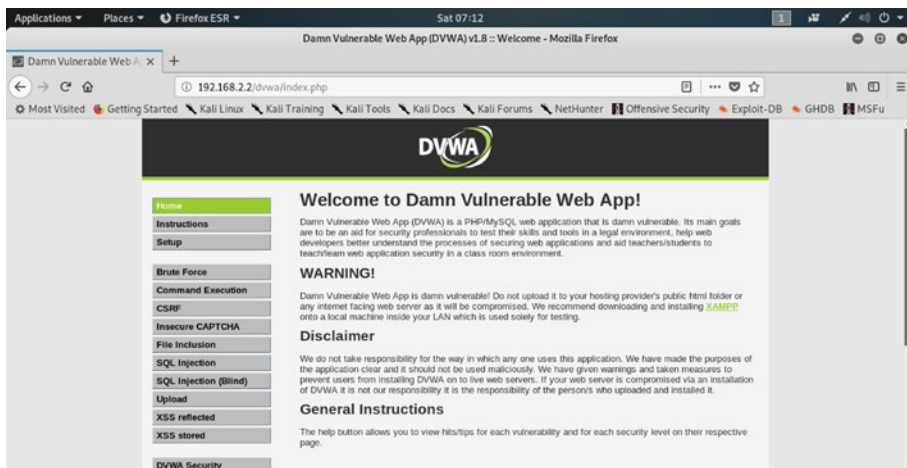 Applications Places Firefox ESR Sat 07:12 1
Damn Vulnerable Web App (DVWA) v1.8 :: Welcome - Mozilla Firefox
Damn Vulnerable Web A
192.168.2.2/dvwa/index.php
Most Visited Getting Started Kali Linux Kali Training Kali Tools Kali Docs Kali Forums NetHunter Offensive Security Exploit-DB GHDB MSFu
DVWA
Home
Instructions
Setup
Brute Force
Command Execution
CSRF
Insecure CAPTCHA
File Inclusion
SQL Injection
SQL Injection (Blind)
Upload
XSS reflected
XSS stored
DVWA Security
Welcome to Damn Vulnerable Web App!
Damn Vulnerable Web App (DVWA) is a PHP/MySQL web application that is damn vulnerable. Its main goals
are to be an aid for security professionals to test their skills and tools in a legal environment, help web
developers better understand the processes of securing web applications and aid teachers/students to
teach/learn web application security in a class room environment.
WARNING!
Damn Vulnerable Web App is damn vulnerable! Do not upload it to your hosting provider's public html folder or
any internet facing web server as it will be compromised. We recommend downloading and installing XAMPP
onto a local machine inside your LAN which is used solely for testing.
Disclaimer
We do not take responsibility for the way in which any one uses this application. We have made the purposes of
the application clear and it should not be used maliciously. We have given warnings and taken measures to
prevent users from installing DVWA on to live web servers. If your web server is compromised via an installation
of DVWA it is not our responsibility it is the responsibility of the person/s who uploaded and installed it.
General Instructions
The help button allows you to view hits/tips for each vulnerability and for each security level on their respective
page.